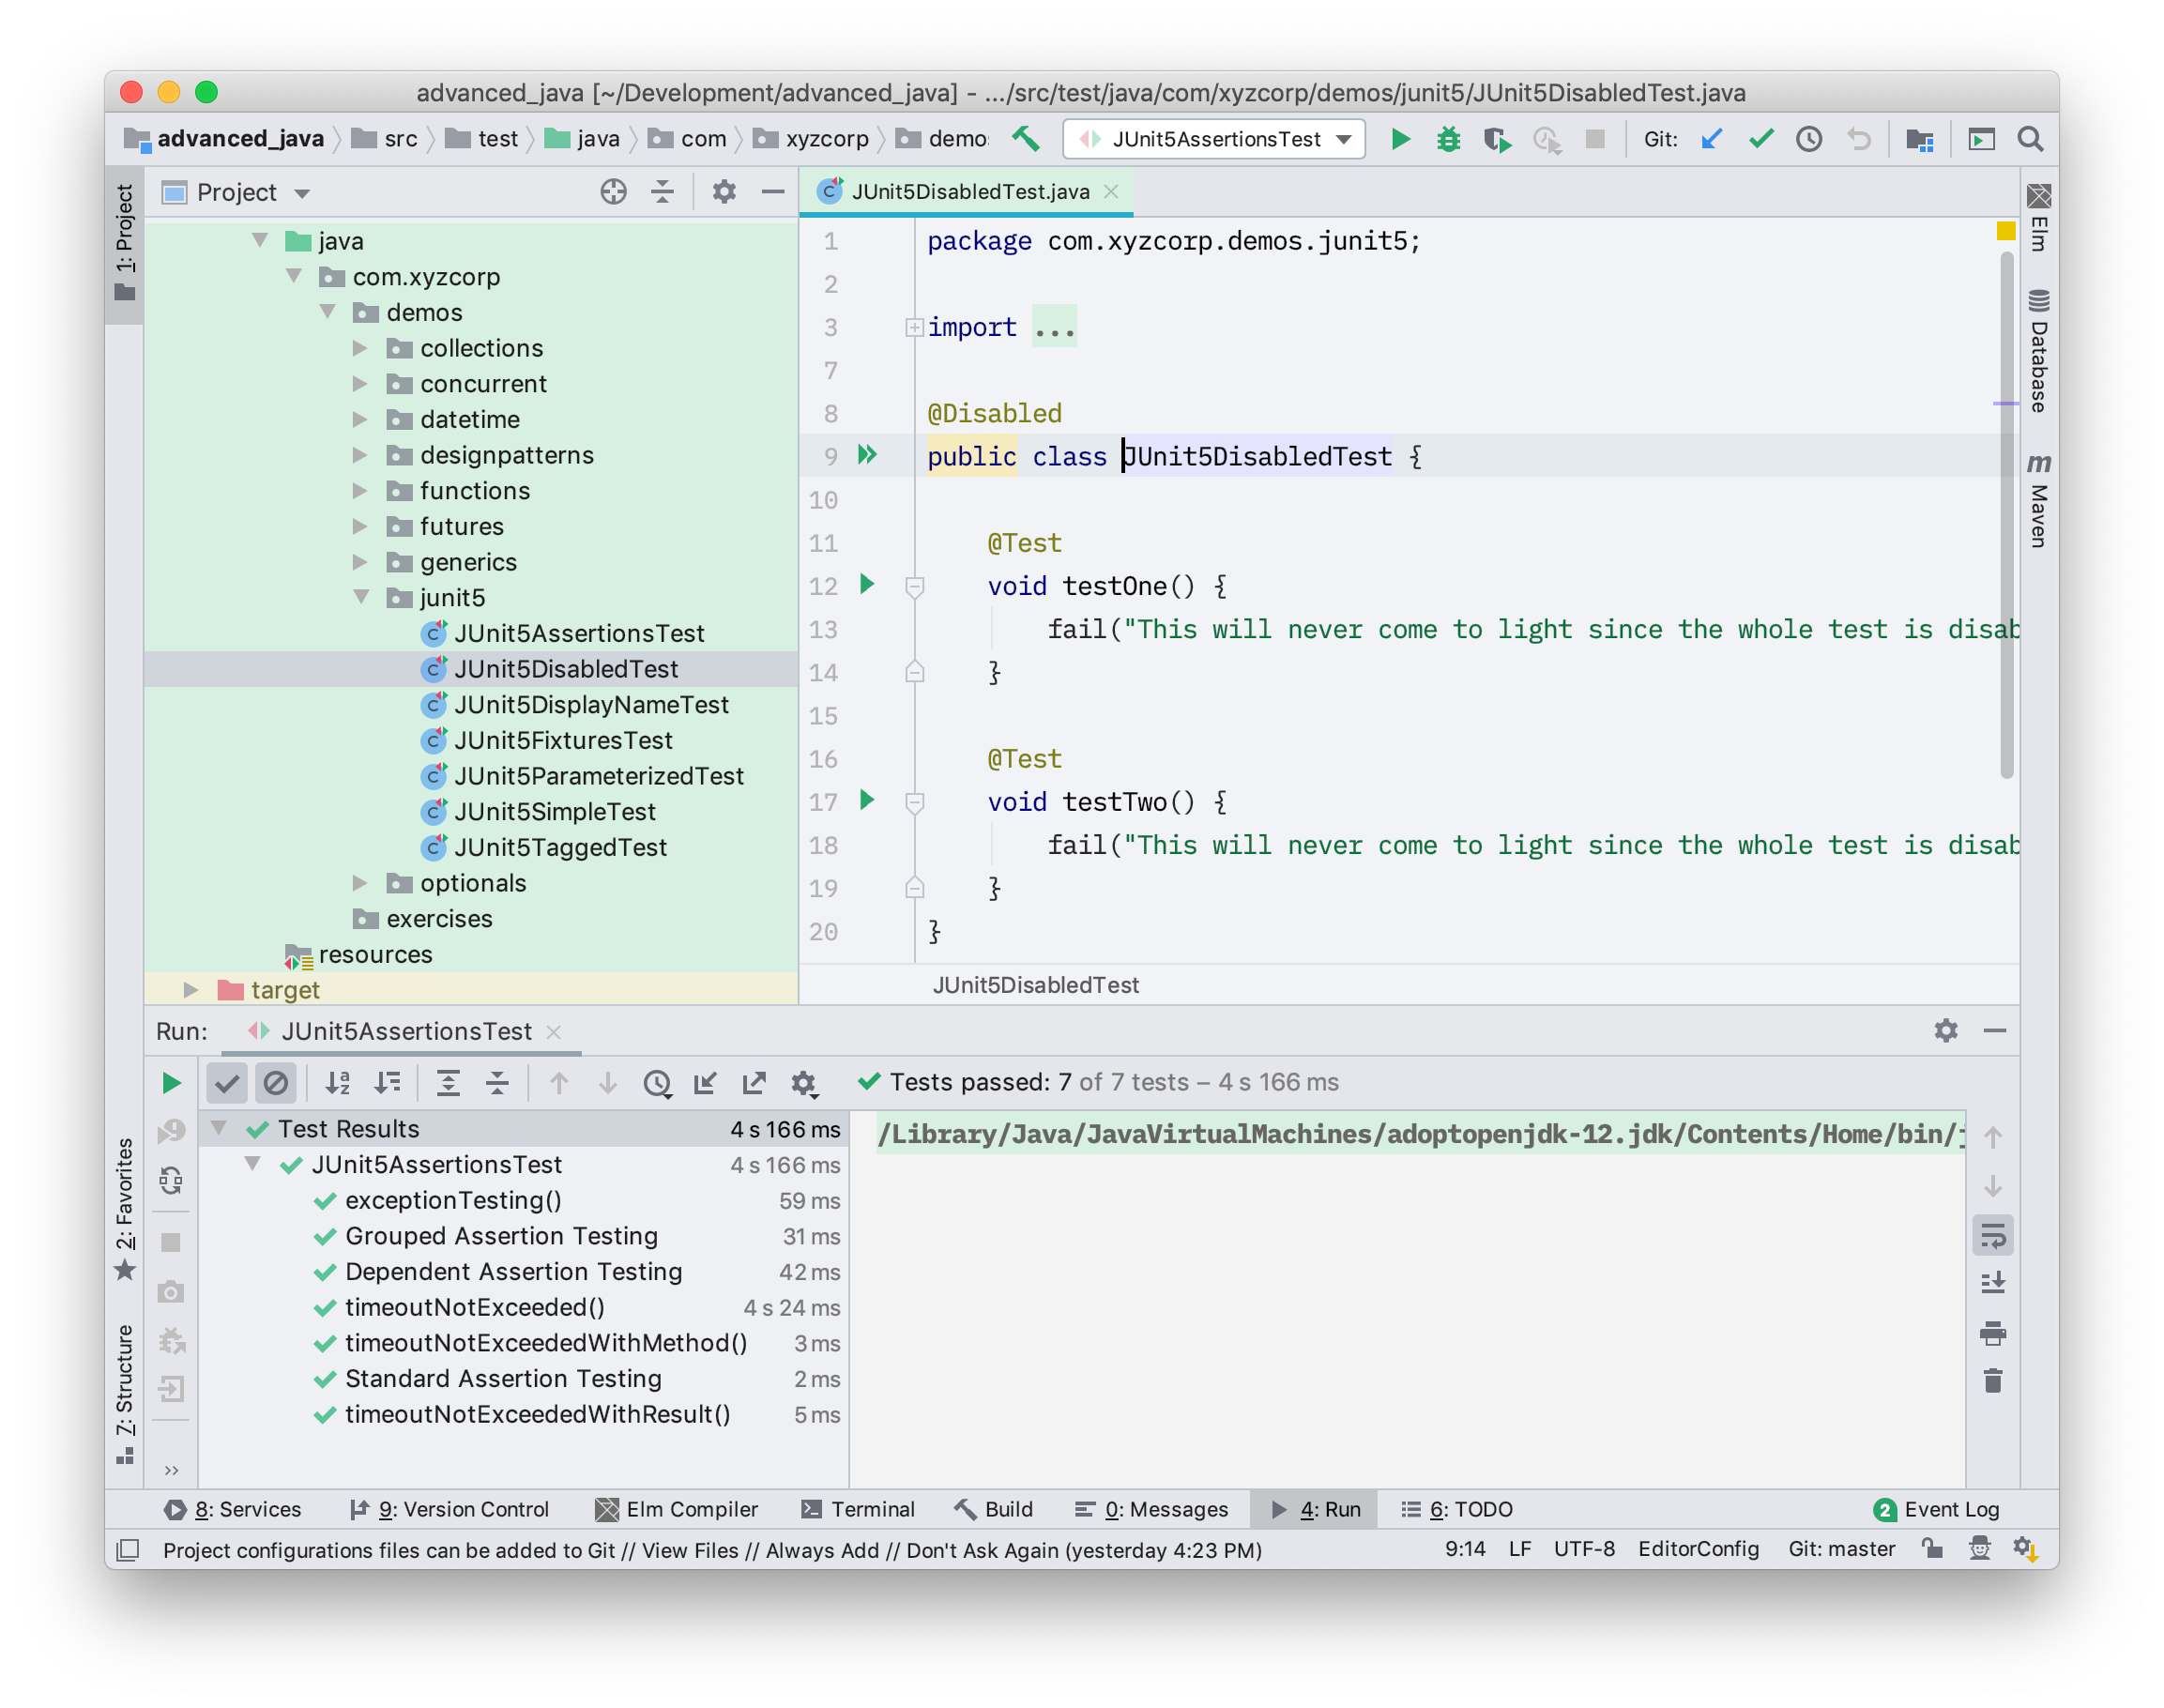 advanced_java [~/Development/advanced_java] - .../src/test/java/com/xyzcorp/demos/junit5/JUnit5DisabledTest.java
advanced_java src test java com xyzcorp demo JUnit5AssertionsTest Git:
1: Project
Project
JUnit5DisabledTest.java
java
com.xyzcorp
demos
collections
concurrent
datetime
designpatterns
functions
futures
generics
junit5
JUnit5AssertionsTest
JUnit5DisabledTest
JUnit5DisplayNameTest
JUnit5FixturesTest
JUnit5ParameterizedTest
JUnit5SimpleTest
JUnit5TaggedTest
optionals
exercises
resources
target
1 package com.xyzcorp.demos.junit5;
2
3 import ...
7
8 @Disabled
9 public class JUnit5DisabledTest {
10
11 @Test
12 void testOne() {
13 fail("This will never come to light since the whole test is disab
14 }
15
16 @Test
17 void testTwo() {
18 fail("This will never come to light since the whole test is disab
19 }
20 }
JUnit5DisabledTest
Elm
Database
m Maven
Run: JUnit5AssertionsTest
Tests passed: 7 of 7 tests – 4 s 166 ms
Test Results 4 s 166 ms
JUnit5AssertionsTest 4 s 166 ms
exceptionTesting() 59 ms
Grouped Assertion Testing 31 ms
Dependent Assertion Testing 42 ms
timeoutNotExceeded() 4 s 24 ms
timeoutNotExceededWithMethod() 3 ms
Standard Assertion Testing 2 ms
timeoutNotExceededWithResult() 5 ms
/Library/Java/JavaVirtualMachines/adoptopenjdk-12.jdk/Contents/Home/bin/j
2: Favorites
7: Structure
8: Services 9: Version Control Elm Compiler Terminal Build 0: Messages 4: Run 6: TODO 2 Event Log
Project configurations files can be added to Git // View Files // Always Add // Don't Ask Again (yesterday 4:23 PM) 9:14 LF UTF-8 EditorConfig Git: master